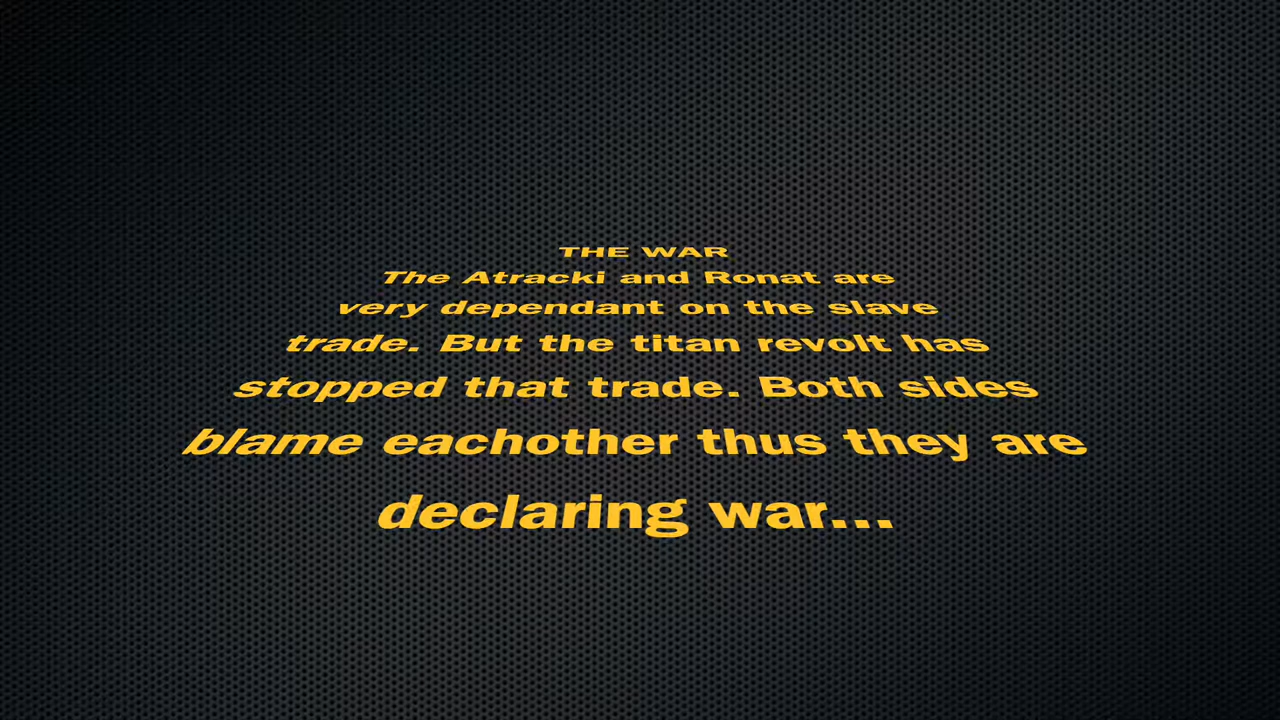 THE WAR
The Atracki and Ronat are
very dependant on the slave
trade. But the titan revolt has
stopped that trade. Both sides
blame eachother thus they are
declaring war...